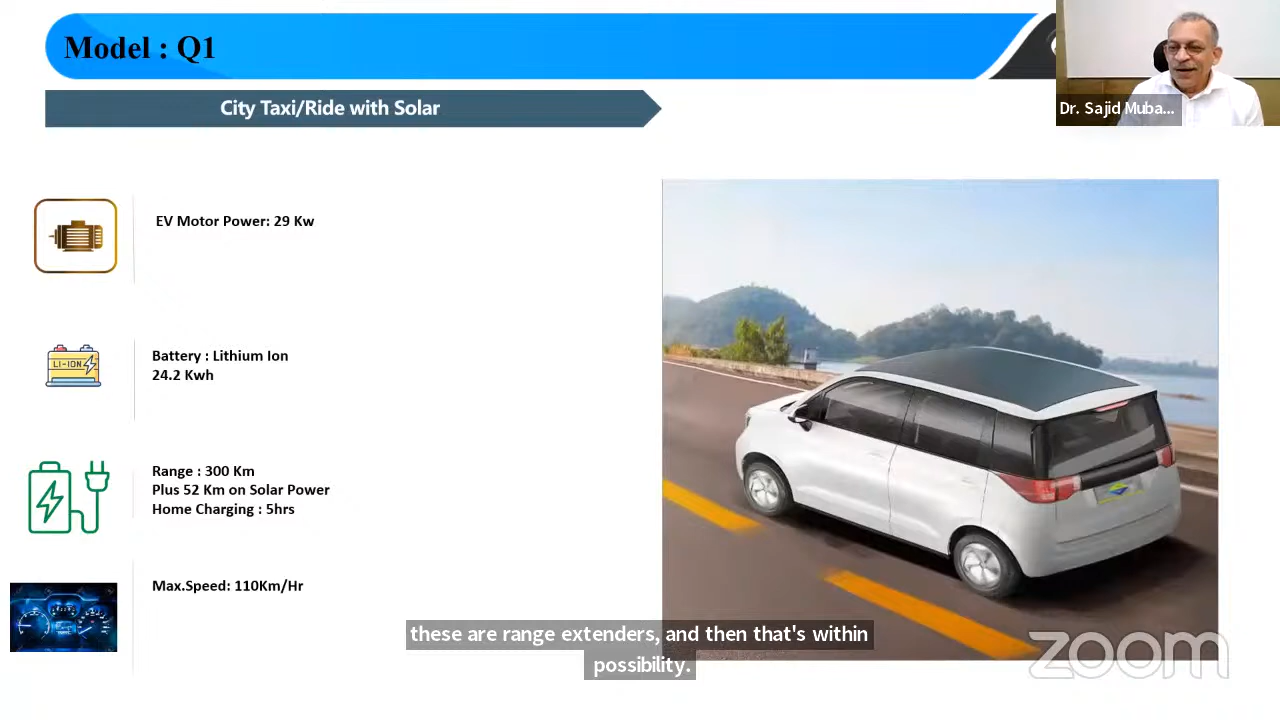 Model : Q1
Dr. Sajid Muba...
City Taxi/Ride with Solar
EV Motor Power: 29 Kw
LI-ION
Battery : Lithium Ion
24.2 Kwh
Range : 300 Km
Plus 52 Km on Solar Power
Home Charging : 5hrs
Max.Speed: 110Km/Hr
these are range extenders, and then that's within
possibility.
zoom